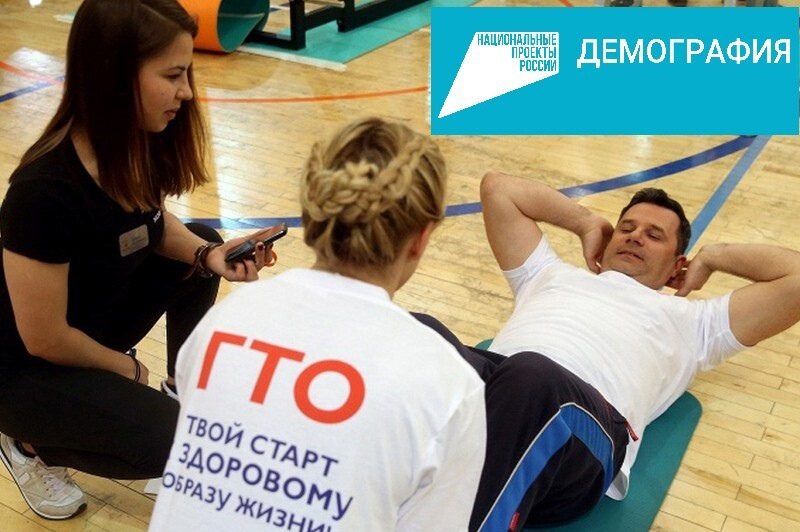 НАЦИОНАЛЬНЫЕ
ПРОЕКТЫ
РОССИИ
ДЕМОГРАФИЯ
ГТО
ТВОЙ СТАРТ
ЗДОРОВОМУ
ОБРАЗУ ЖИЗНИ!